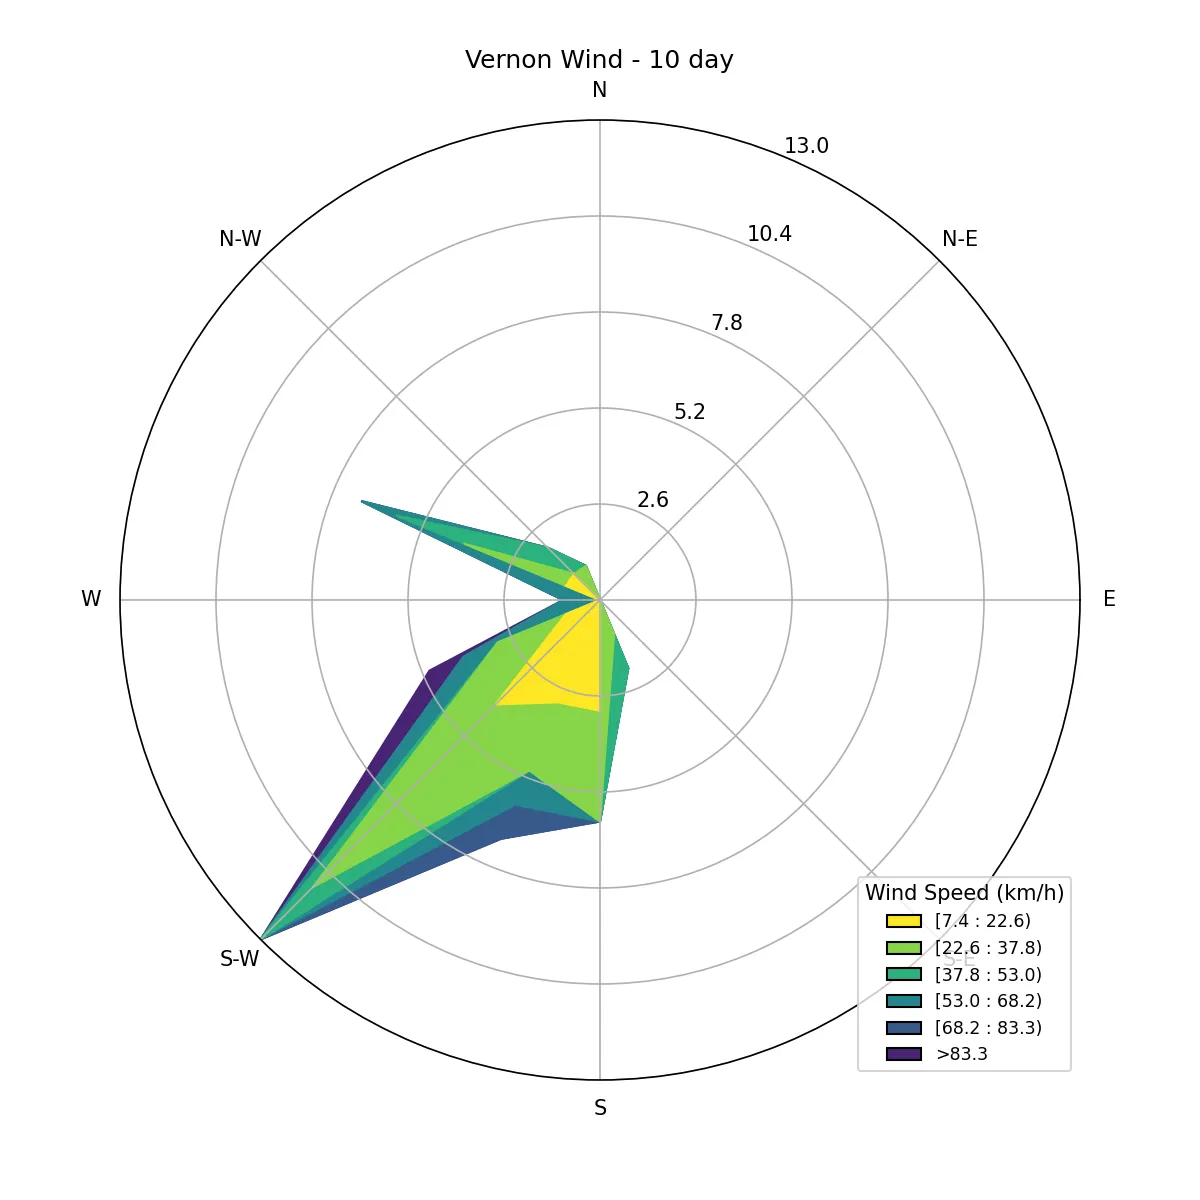 Vernon Wind - 10 day
N
13.0
10.4
N-W
N-E
7.8
5.2
2.6
W
E
S-W
S-E
S
Wind Speed (km/h)
[7.4 : 22.6)
[22.6 : 37.8)
[37.8 : 53.0)
[53.0 : 68.2)
[68.2 : 83.3)
>83.3